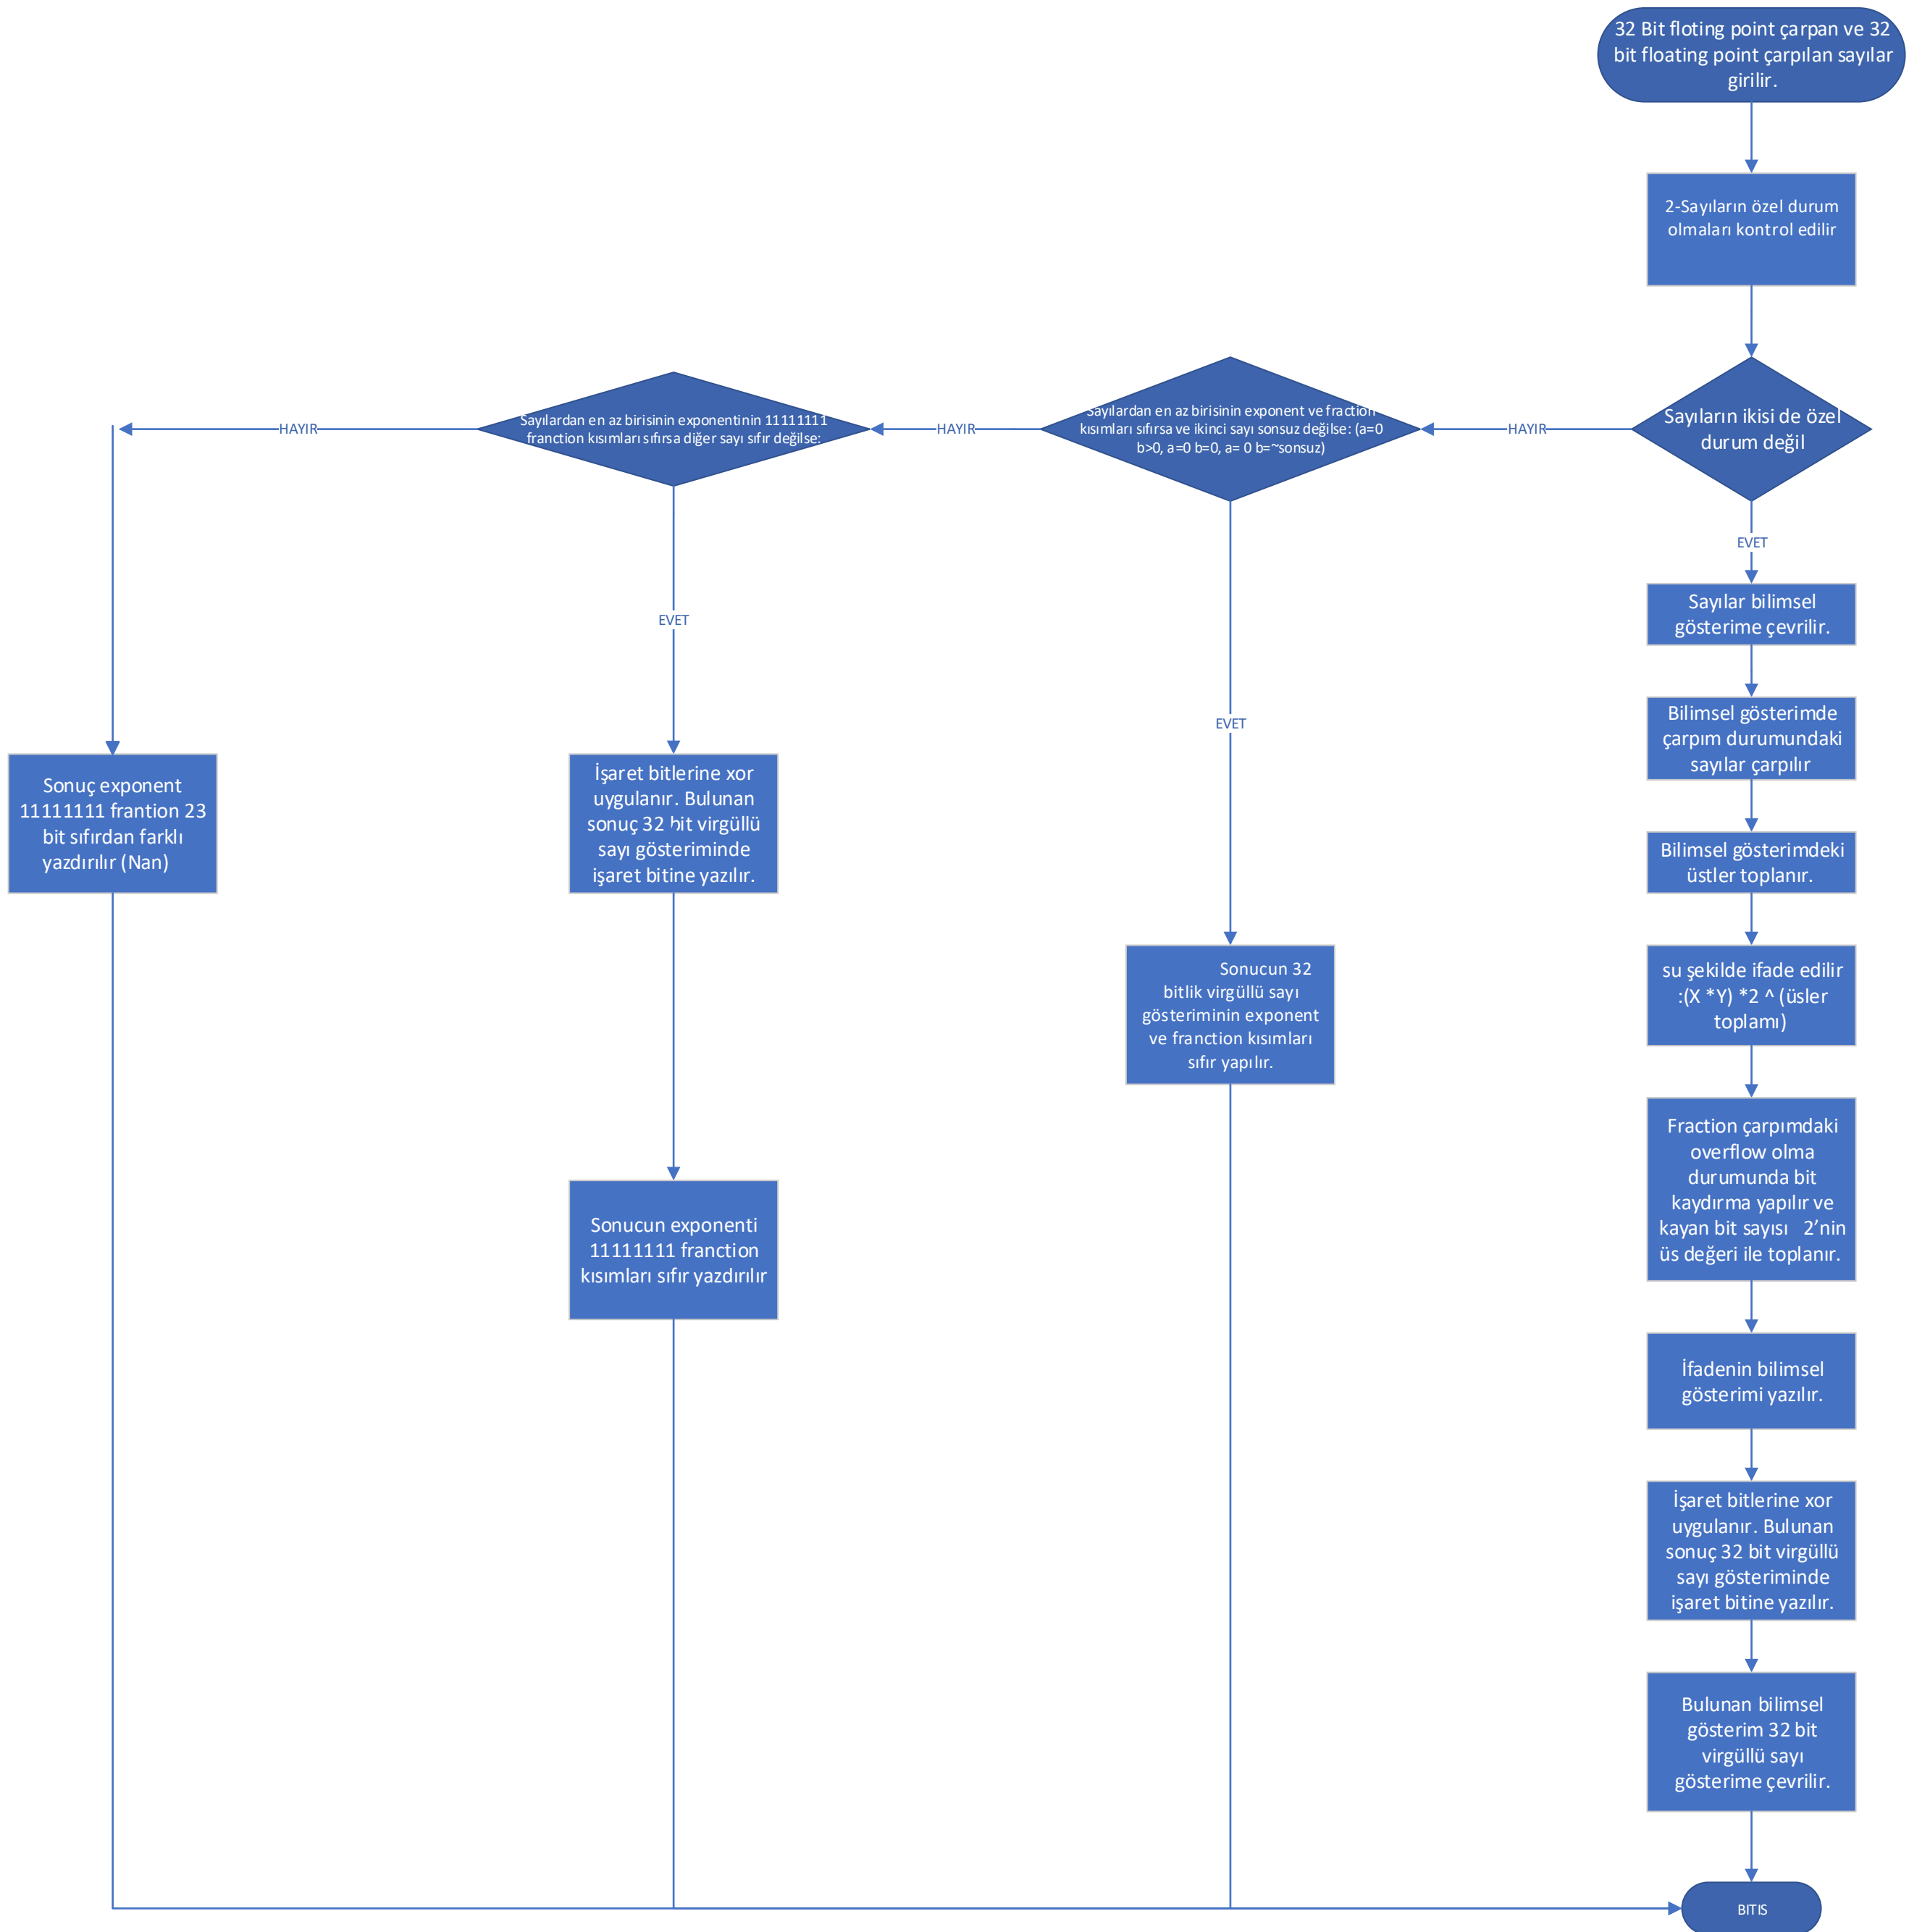 32 Bit floting point çarpan ve 32
bit floating point çarpılan sayılar
girilir.
2-Sayıların özel durum
olmaları kontrol edilir
Sayıların ikisi de özel
durum değil
HAYIR
Sayılardan en az birisinin exponent ve fraction
kısımları sıfırsa ve ikinci sayı sonsuz değilse: (a=0
b>0, a=0 b=0, a= 0 b=~sonsuz)
HAYIR
Sayılardan en az birisinin exponentinin 11111111
franction kısımları sıfırsa diğer sayı sıfır değilse:
HAYIR
EVET
Sayılar bilimsel
gösterime çevrilir.
EVET
EVET
Bilimsel gösterimde
çarpım durumundaki
sayılar çarpılır
Sonuç exponent
11111111 frantion 23
bit sıfırdan farklı
yazdırılır (Nan)
İşaret bitlerine xor
uygulanır. Bulunan
sonuç 32 bit virgüllü
sayı gösteriminde
işaret bitine yazılır.
Bilimsel gösterimdeki
üstler toplanır.
Sonucun 32
bitlik virgüllü sayı
gösteriminin exponent
ve franction kısımları
sıfır yapılır.
su şekilde ifade edilir
:(X *Y) *2 ^ (üsler
toplamı)
Fraction çarpımdaki
overflow olma
durumunda bit
kaydırma yapılır ve
kayan bit sayısı 2’nin
üs değeri ile toplanır.
Sonucun exponenti
11111111 franction
kısımları sıfır yazdırılır
İfadenin bilimsel
gösterimi yazılır.
İşaret bitlerine xor
uygulanır. Bulunan
sonuç 32 bit virgüllü
sayı gösteriminde
işaret bitine yazılır.
Bulunan bilimsel
gösterim 32 bit
virgüllü sayı
gösterime çevrilir.
BITIS